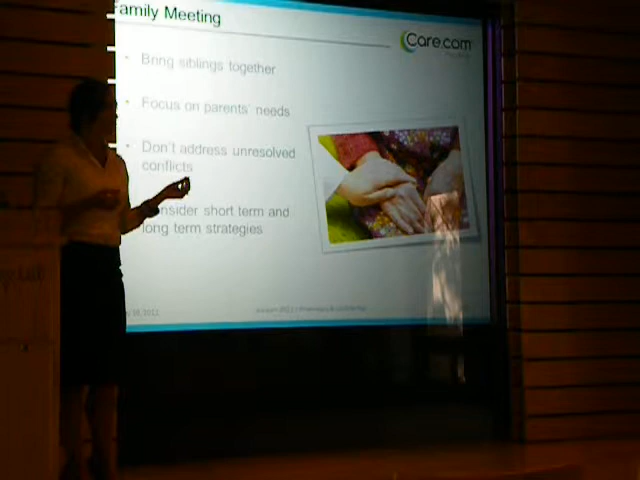 Family Meeting
Care.com
Bring siblings together
Focus on parents' needs
Don't address unresolved
conflicts
Consider short term and
long term strategies